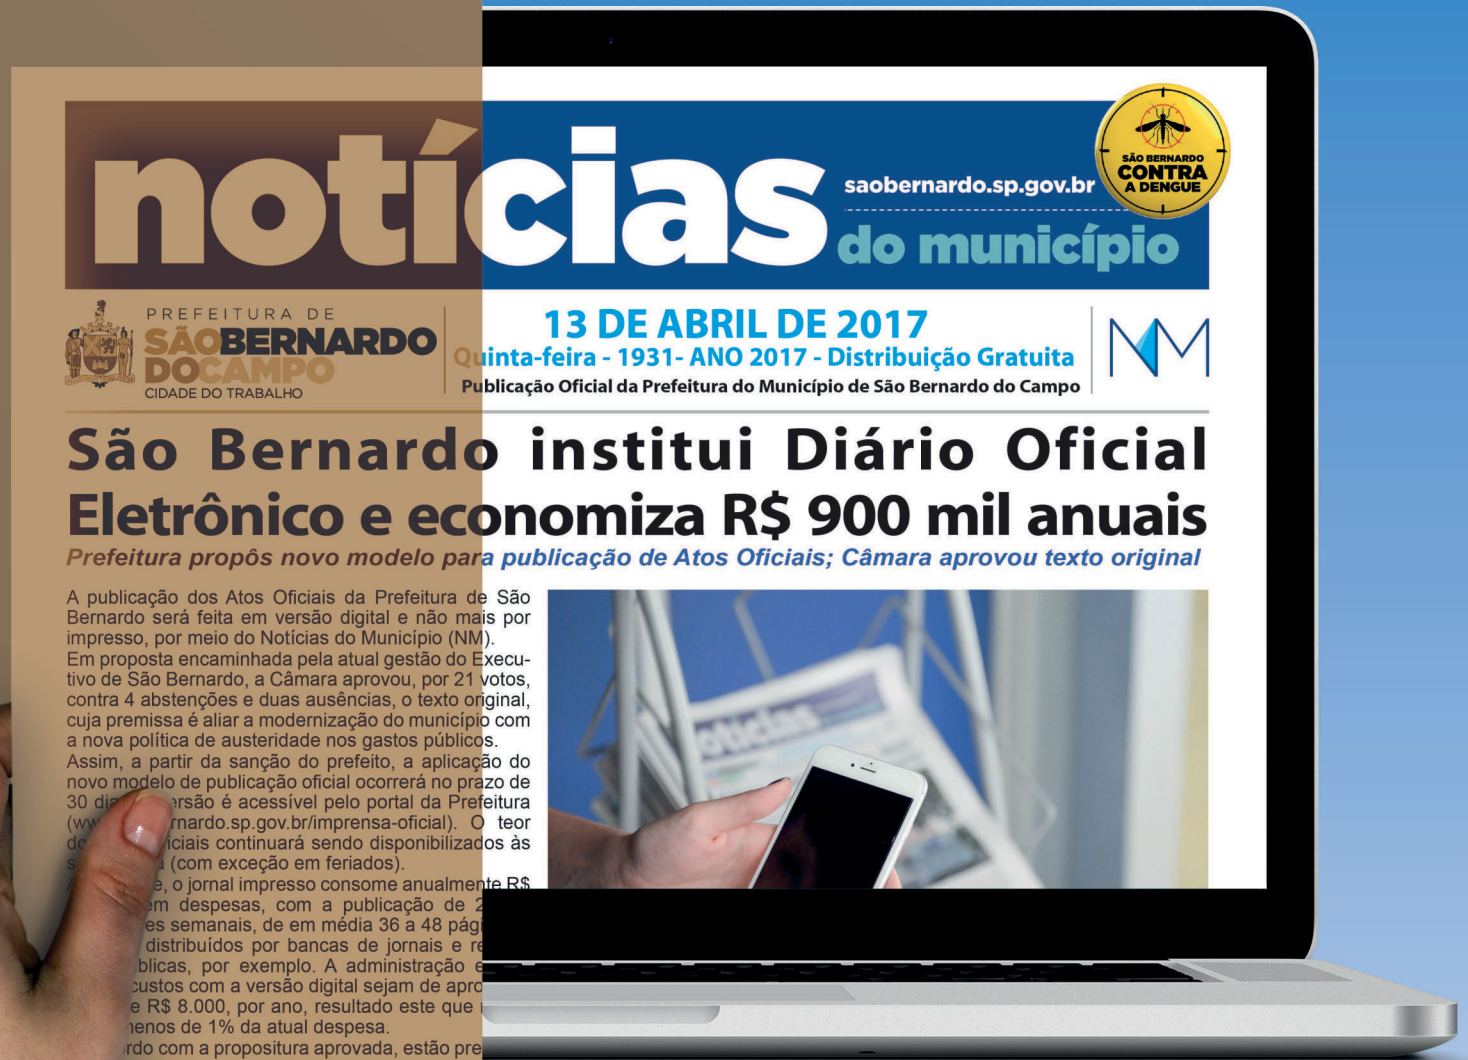 notícias
saobernardo.sp.gov.br
do município
SÃO BERNARDO
CONTRA
A DENGUE
PREFEITURA DE
SÃOBERNARDO
DOCAMPO
CIDADE DO TRABALHO
13 DE ABRIL DE 2017
Quinta-feira - 1931- ANO 2017 - Distribuição Gratuita
Publicação Oficial da Prefeitura do Município de São Bernardo do Campo
NM
São Bernardo institui Diário Oficial
Eletrônico e economiza R$ 900 mil anuais
Prefeitura propôs novo modelo para publicação de Atos Oficiais; Câmara aprovou texto original
A publicação dos Atos Oficiais da Prefeitura de São
Bernardo será feita em versão digital e não mais por
impresso, por meio do Notícias do Município (NM).
Em proposta encaminhada pela atual gestão do Execu-
tivo de São Bernardo, a Câmara aprovou, por 21 votos,
contra 4 abstenções e duas ausências, o texto original,
cuja premissa é aliar a modernização do município com
a nova política de austeridade nos gastos públicos.
Assim, a partir da sanção do prefeito, a aplicação do
novo modelo de publicação oficial ocorrerá no prazo de
30 ersão é acessível pelo portal da Prefeitura
(ww rnardo.sp.gov.br/imprensa-oficial). O teor
do iciais continuará sendo disponibilizados às
(com exceção em feriados).
, o jornal impresso consome anualmente R$
em despesas, com a publicação de 2
es semanais, de em média 36 a 48 pági
distribuídos por bancas de jornais e re
blicas, por exemplo. A administração e
custos com a versão digital sejam de apro
e R$ 8.000, por ano, resultado este que
enos de 1% da atual despesa.
rdo com a propositura aprovada, estão pre
notícias